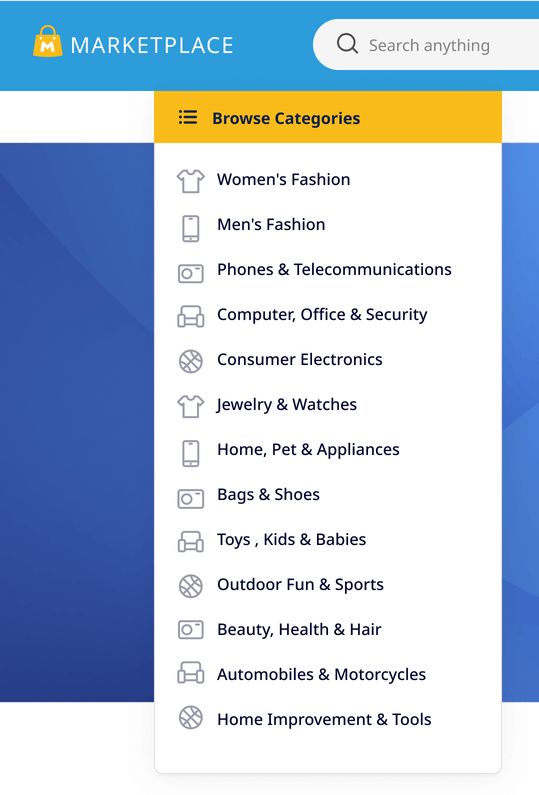 MARKETPLACE
Search anything
Browse Categories
Women's Fashion
Men's Fashion
Phones & Telecommunications
Computer, Office & Security
Consumer Electronics
Jewelry & Watches
Home, Pet & Appliances
Bags & Shoes
Toys , Kids & Babies
Outdoor Fun & Sports
Beauty, Health & Hair
Automobiles & Motorcycles
Home Improvement & Tools